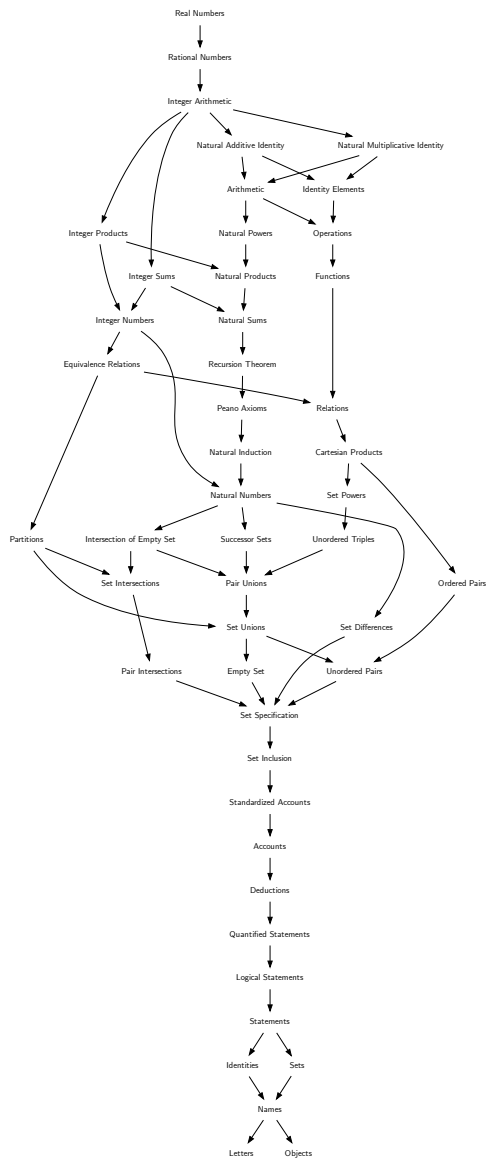 Real Numbers
Rational Numbers
Integer Arithmetic
Natural Additive Identity
Natural Multiplicative Identity
Arithmetic
Identity Elements
Integer Products
Natural Powers
Operations
Integer Sums
Natural Products
Functions
Integer Numbers
Natural Sums
Equivalence Relations
Recursion Theorem
Peano Axioms
Relations
Natural Induction
Cartesian Products
Natural Numbers
Set Powers
Partitions
Intersection of Empty Set
Successor Sets
Unordered Triples
Set Intersections
Pair Unions
Ordered Pairs
Set Unions
Set Differences
Pair Intersections
Empty Set
Unordered Pairs
Set Specification
Set Inclusion
Standardized Accounts
Accounts
Deductions
Quantified Statements
Logical Statements
Statements
Identities
Sets
Names
Letters
Objects